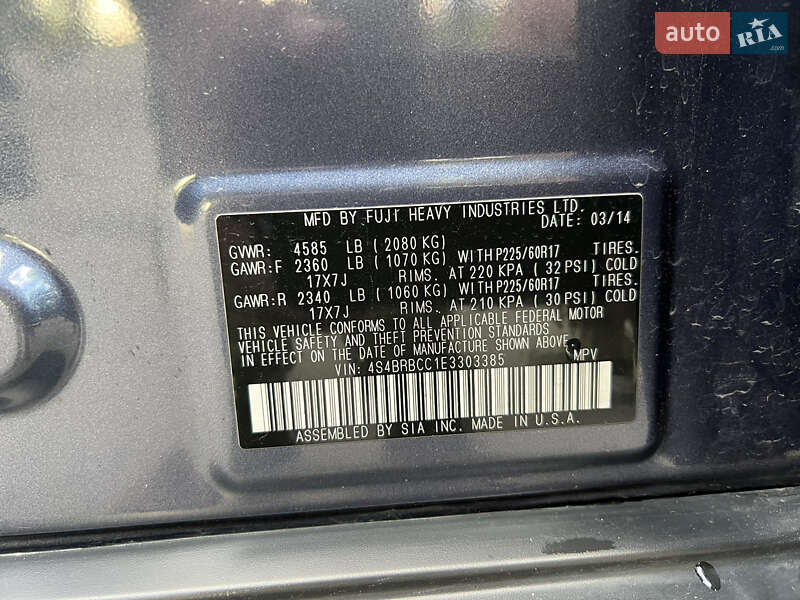 auto RIA.com
MFD BY FUJI HEAVY INDUSTRIES LTD.
DATE: 03/14
GVWR: 4585 LB ( 2080 KG)
GAWR:F 2360 LB ( 1070 KG) WITH P225/60R17 TIRES.
17X7J RIMS. AT 220 KPA ( 32 PSI) COLD
GAWR:R 2340 LB ( 1060 KG) WITH P225/60R17 TIRES.
17X7J RIMS. AT 210 KPA ( 30 PSI) COLD
THIS VEHICLE CONFORMS TO ALL APPLICABLE FEDERAL MOTOR
VEHICLE SAFETY AND THEFT PREVENTION STANDARDS
IN EFFECT ON THE DATE OF MANUFACTURE SHOWN ABOVE.
VIN: 4S4BRBCC1E3303385 MPV
ASSEMBLED BY SIA INC. MADE IN U.S.A.